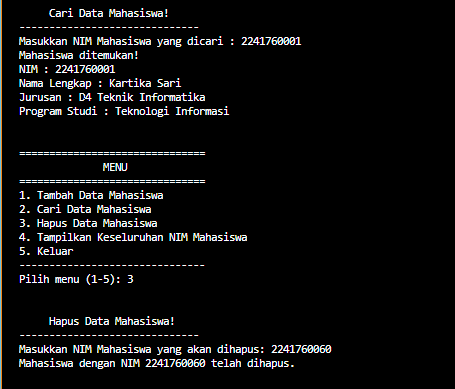 Cari Data Mahasiswa!
------------------------------
Masukkan NIM Mahasiswa yang dicari : 2241760001
Mahasiswa ditemukan!
NIM : 2241760001
Nama Lengkap : Kartika Sari
Jurusan : D4 Teknik Informatika
Program Studi : Teknologi Informasi
===============================
MENU
===============================
1. Tambah Data Mahasiswa
2. Cari Data Mahasiswa
3. Hapus Data Mahasiswa
4. Tampilkan Keseluruhan NIM Mahasiswa
5. Keluar
-------------------------------
Pilih menu (1-5): 3
Hapus Data Mahasiswa!
------------------------------
Masukkan NIM Mahasiswa yang akan dihapus: 2241760060
Mahasiswa dengan NIM 2241760060 telah dihapus.